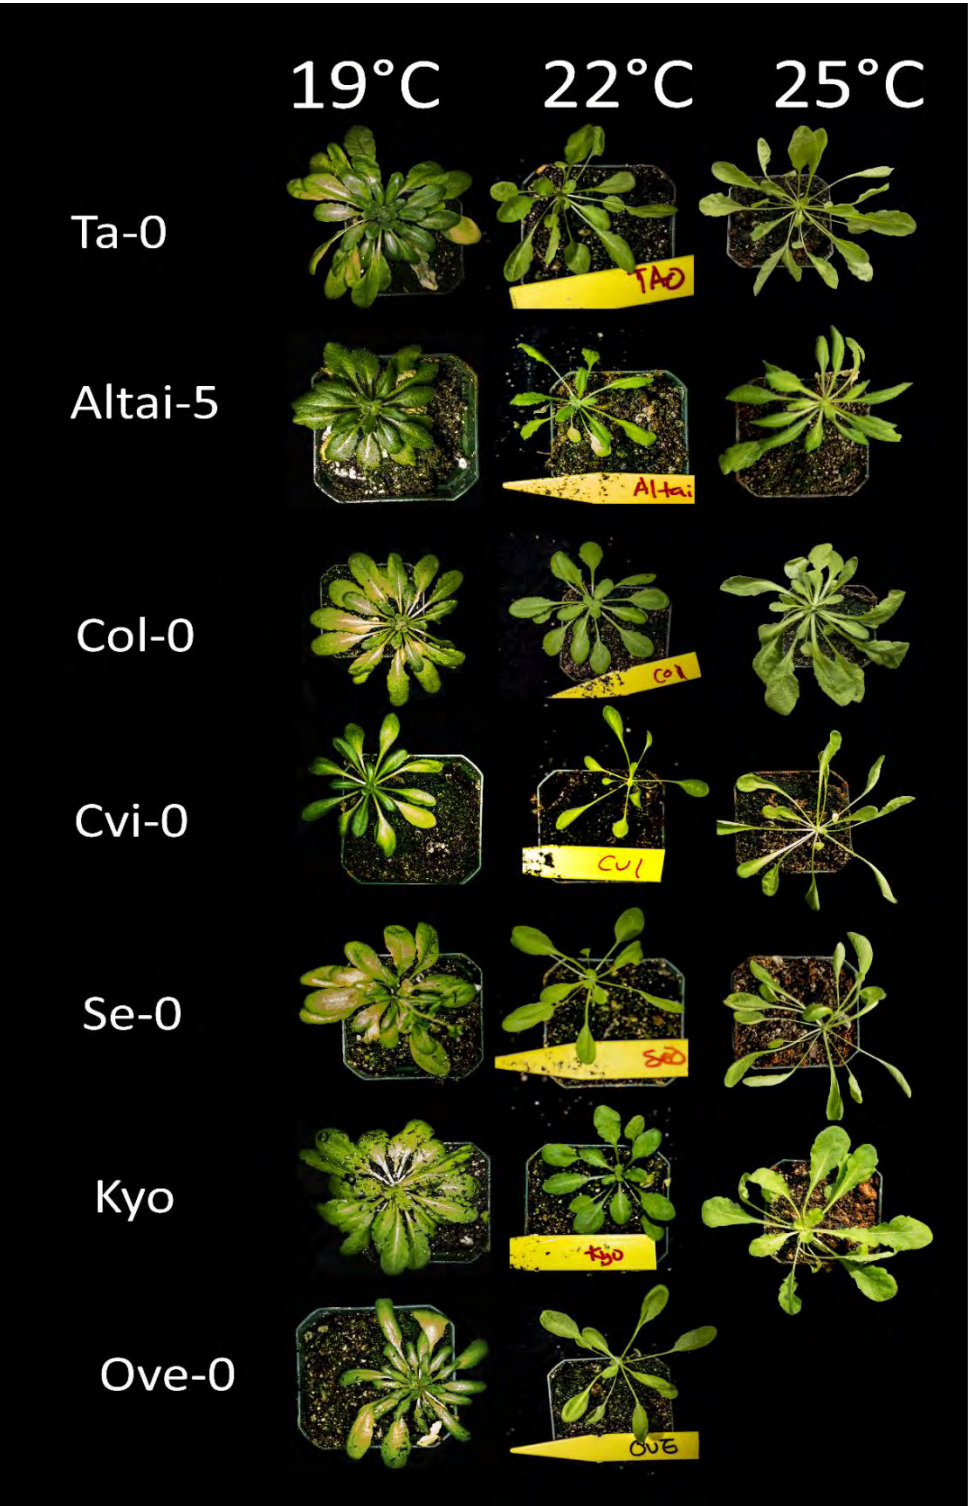 19°C 22°C 25°C
Ta-0
TAO
Altai-5
Altai
Col-0
Col
Cvi-0
CVI
Se-0
SeO
Kyo
Kyo
Ove-0
OVE